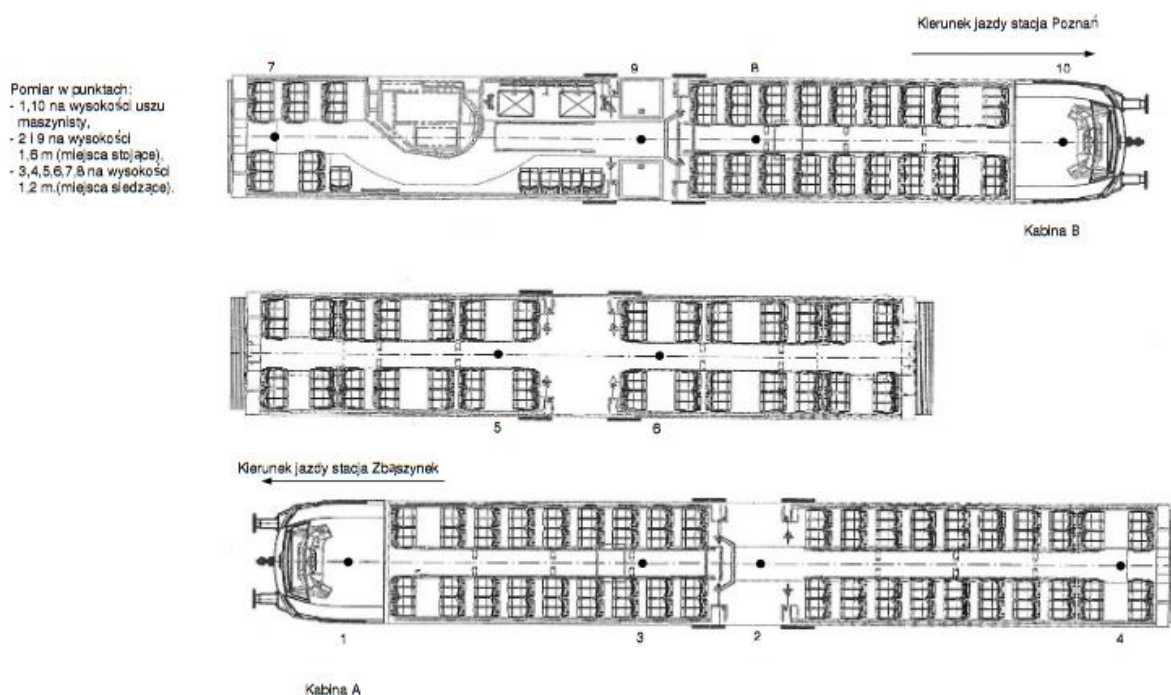 Kierunek jazdy stacja Poznań
7
9
8
10
Pomiar w punktach:
- 1,10 na wysokości uszu
maszynisty,
- 2 i 9 na wysokości
1,6 m (miejsca stojące),
- 3,4,5,6,7,8 na wysokości
1,2 m.(miejsca siedzące).
Kabina B
5
6
Kierunek jazdy stacja Zbąszynek
1
3
2
4
Kabina A